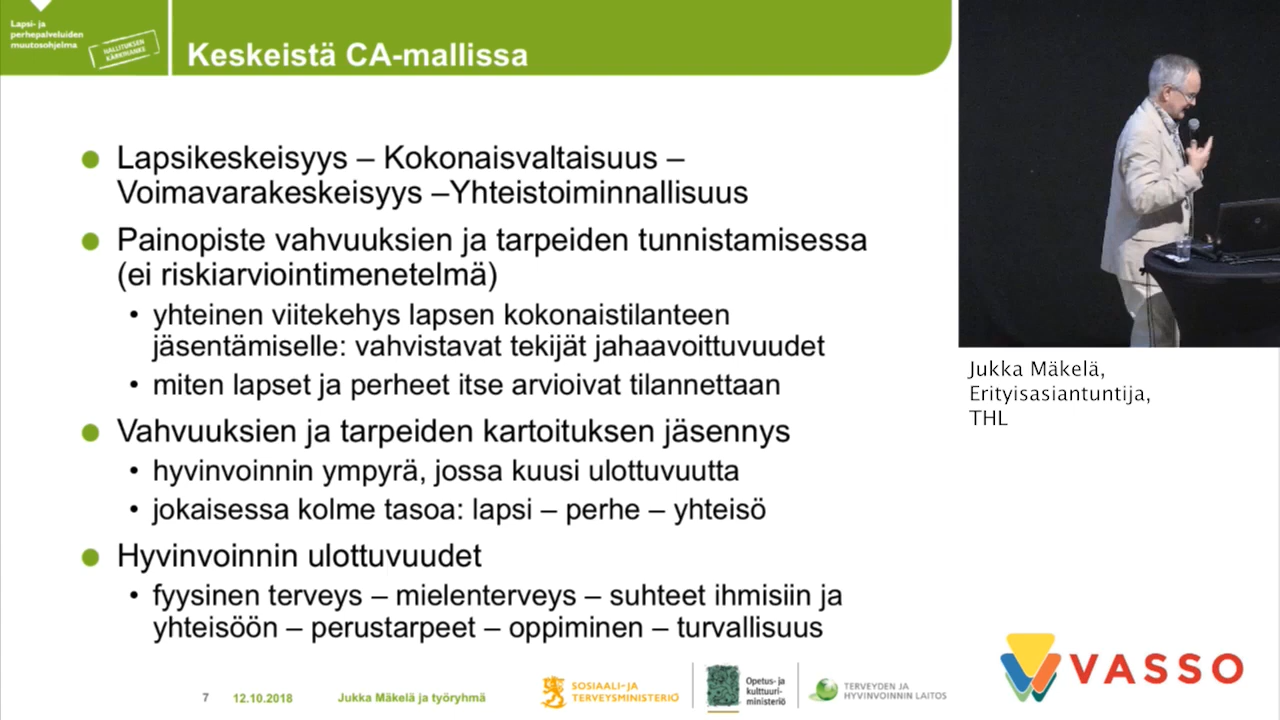 Lapsi- ja
perhepalveluiden
muutosohjelma
HALLITUKSEN
KÄRKIHANKE
Keskeistä CA-mallissa
Lapsikeskeisyys – Kokonaisvaltaisuus –
Voimavarakeskeisyys –Yhteistoiminnallisuus
Painopiste vahvuuksien ja tarpeiden tunnistamisessa
(ei riskiarviointimenetelmä)
yhteinen viitekehys lapsen kokonaistilanteen
jäsentämiselle: vahvistavat tekijät jahaavoittuvuudet
miten lapset ja perheet itse arvioivat tilannettaan
Vahvuuksien ja tarpeiden kartoituksen jäsennys
hyvinvoinnin ympyrä, jossa kuusi ulottuvuutta
jokaisessa kolme tasoa: lapsi – perhe – yhteisö
Hyvinvoinnin ulottuvuudet
fyysinen terveys – mielenterveys – suhteet ihmisiin ja
yhteisöön – perustarpeet – oppiminen – turvallisuus
7 12.10.2018 Jukka Mäkelä ja työryhmä
SOSIAALI- JA
TERVEYSMINISTERIÖ
Opetus- ja
kulttuuri-
ministeriö
TERVEYDEN JA
HYVINVOINNIN LAITOS
Jukka Mäkelä,
Erityisasiantuntija,
THL
VASSO